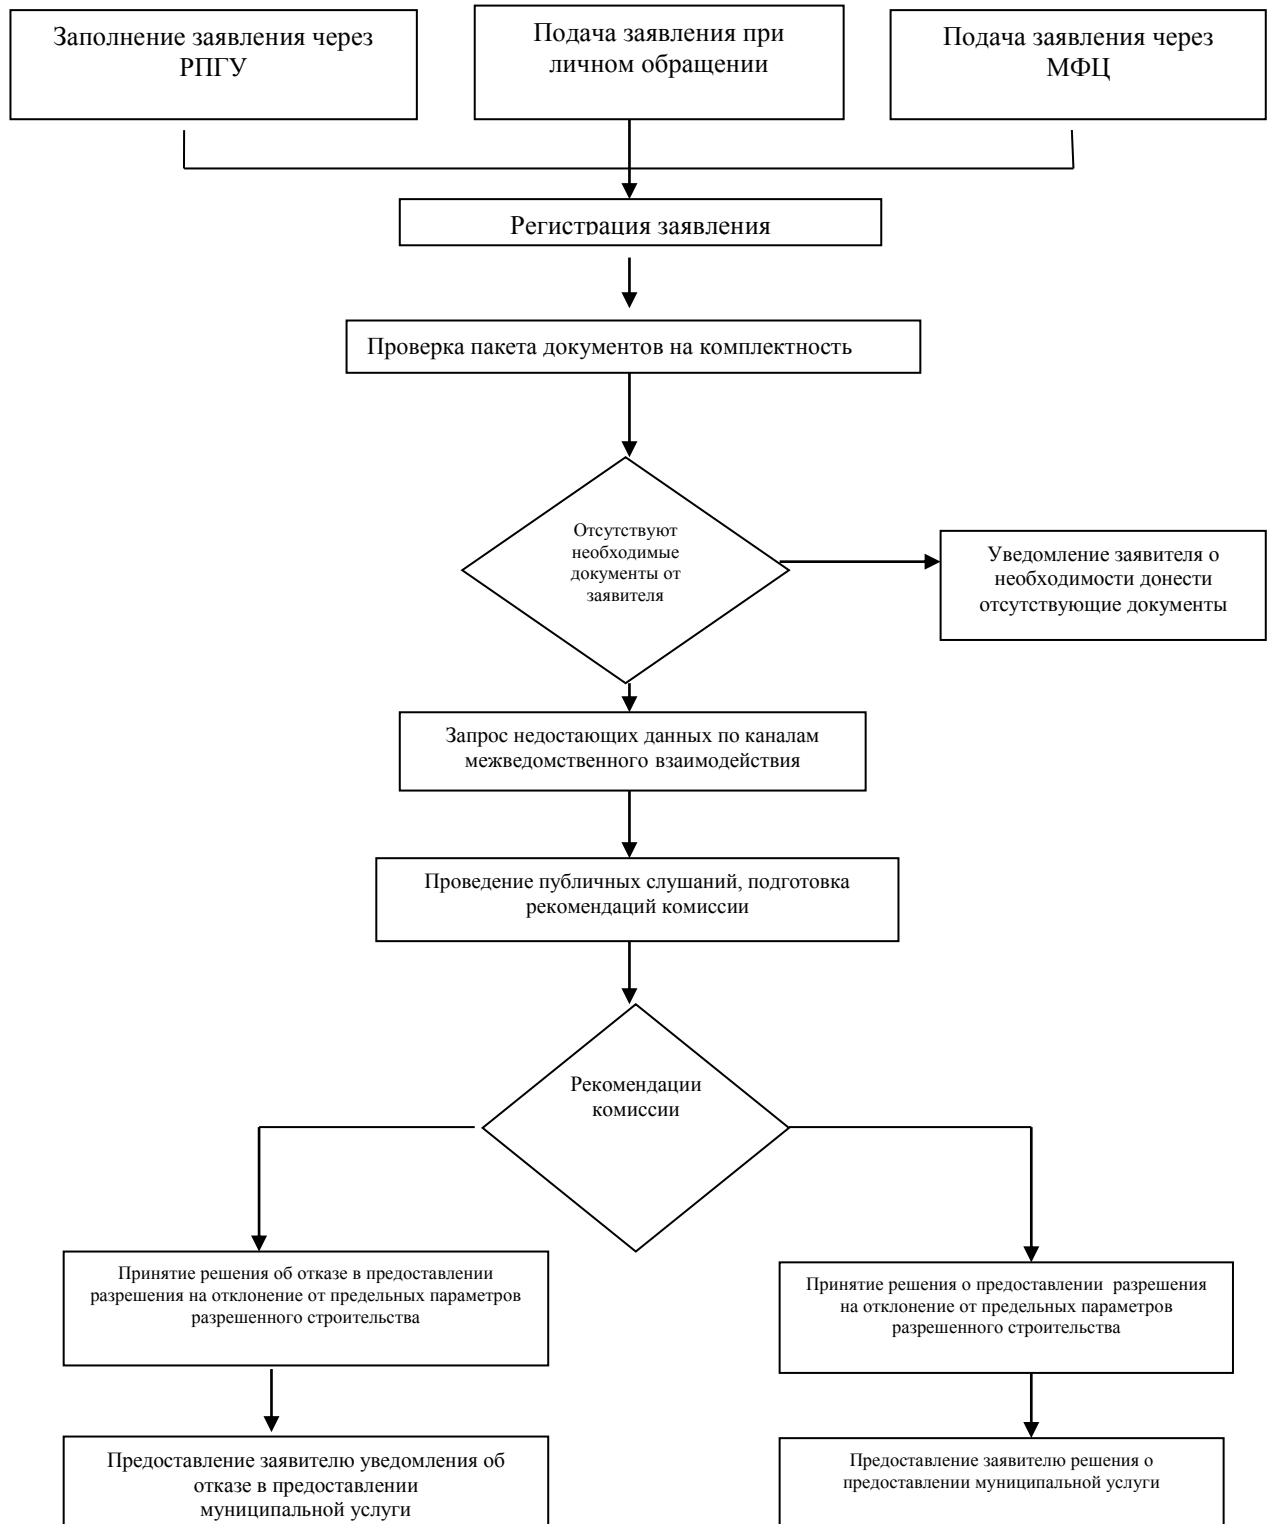 Заполнение заявления через
РПГУ
Подача заявления при
личном обращении
Подача заявления через
МФЦ
Регистрация заявления
Проверка пакета документов на комплектность
Отсутствуют
необходимые
документы от
заявителя
Уведомление заявителя о
необходимости донести
отсутствующие документы
Запрос недостающих данных по каналам
межведомственного взаимодействия
Проведение публичных слушаний, подготовка
рекомендаций комиссии
Рекомендации
комиссии
Принятие решения об отказе в предоставлении
разрешения на отклонение от предельных параметров
разрешенного строительства
Принятие решения о предоставлении разрешения
на отклонение от предельных параметров
разрешенного строительства
Предоставление заявителю уведомления об
отказе в предоставлении
муниципальной услуги
Предоставление заявителю решения о
предоставлении муниципальной услуги